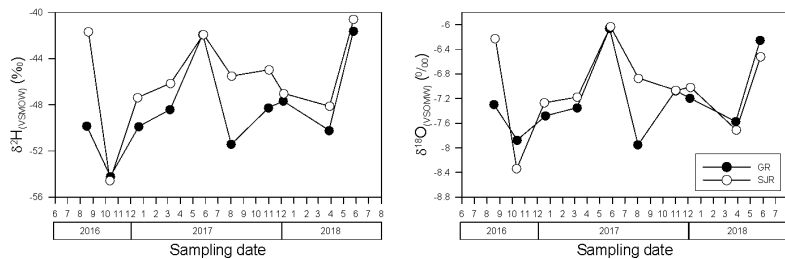 δ²H(VSMOW) (‰)
-40
-44
-48
-52
-56
6 7 8 9 10 11 12 1 2 3 4 5 6 7 8 9 10 11 12 1 2 3 4 5 6 7 8
2016 2017 2018
Sampling date
δ¹⁸O(VSOMW) (⁰/₀₀)
-6
-6.4
-6.8
-7.2
-7.6
-8
-8.4
-8.8
GR
SJR
6 7 8 9 10 11 12 1 2 3 4 5 6 7 8 9 10 11 12 1 2 3 4 5 6 7 8
2016 2017 2018
Sampling date